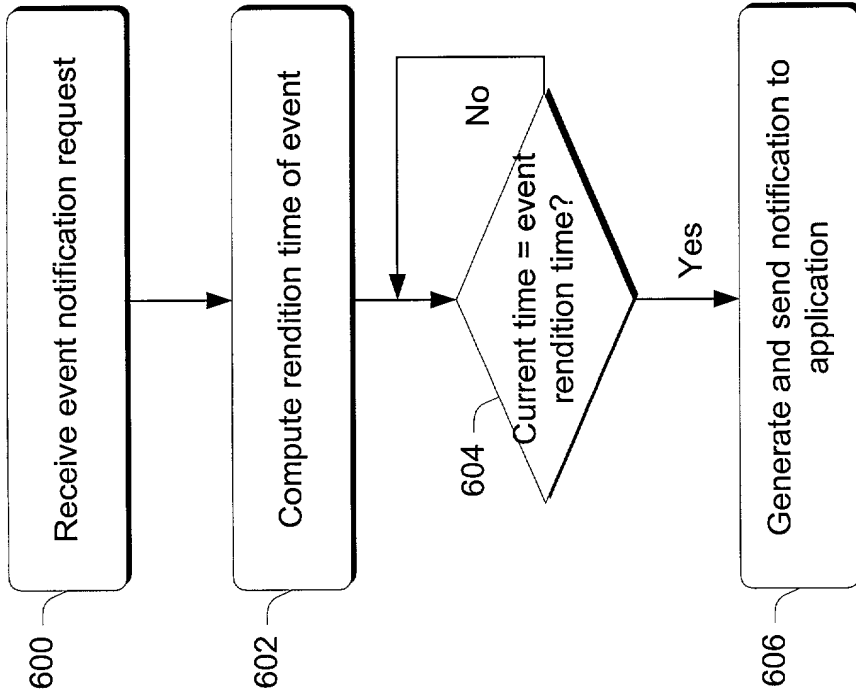 600
Receive event notification request
602
Compute rendition time of event
604
Current time = event
rendition time?
No
Yes
606
Generate and send notification to
application